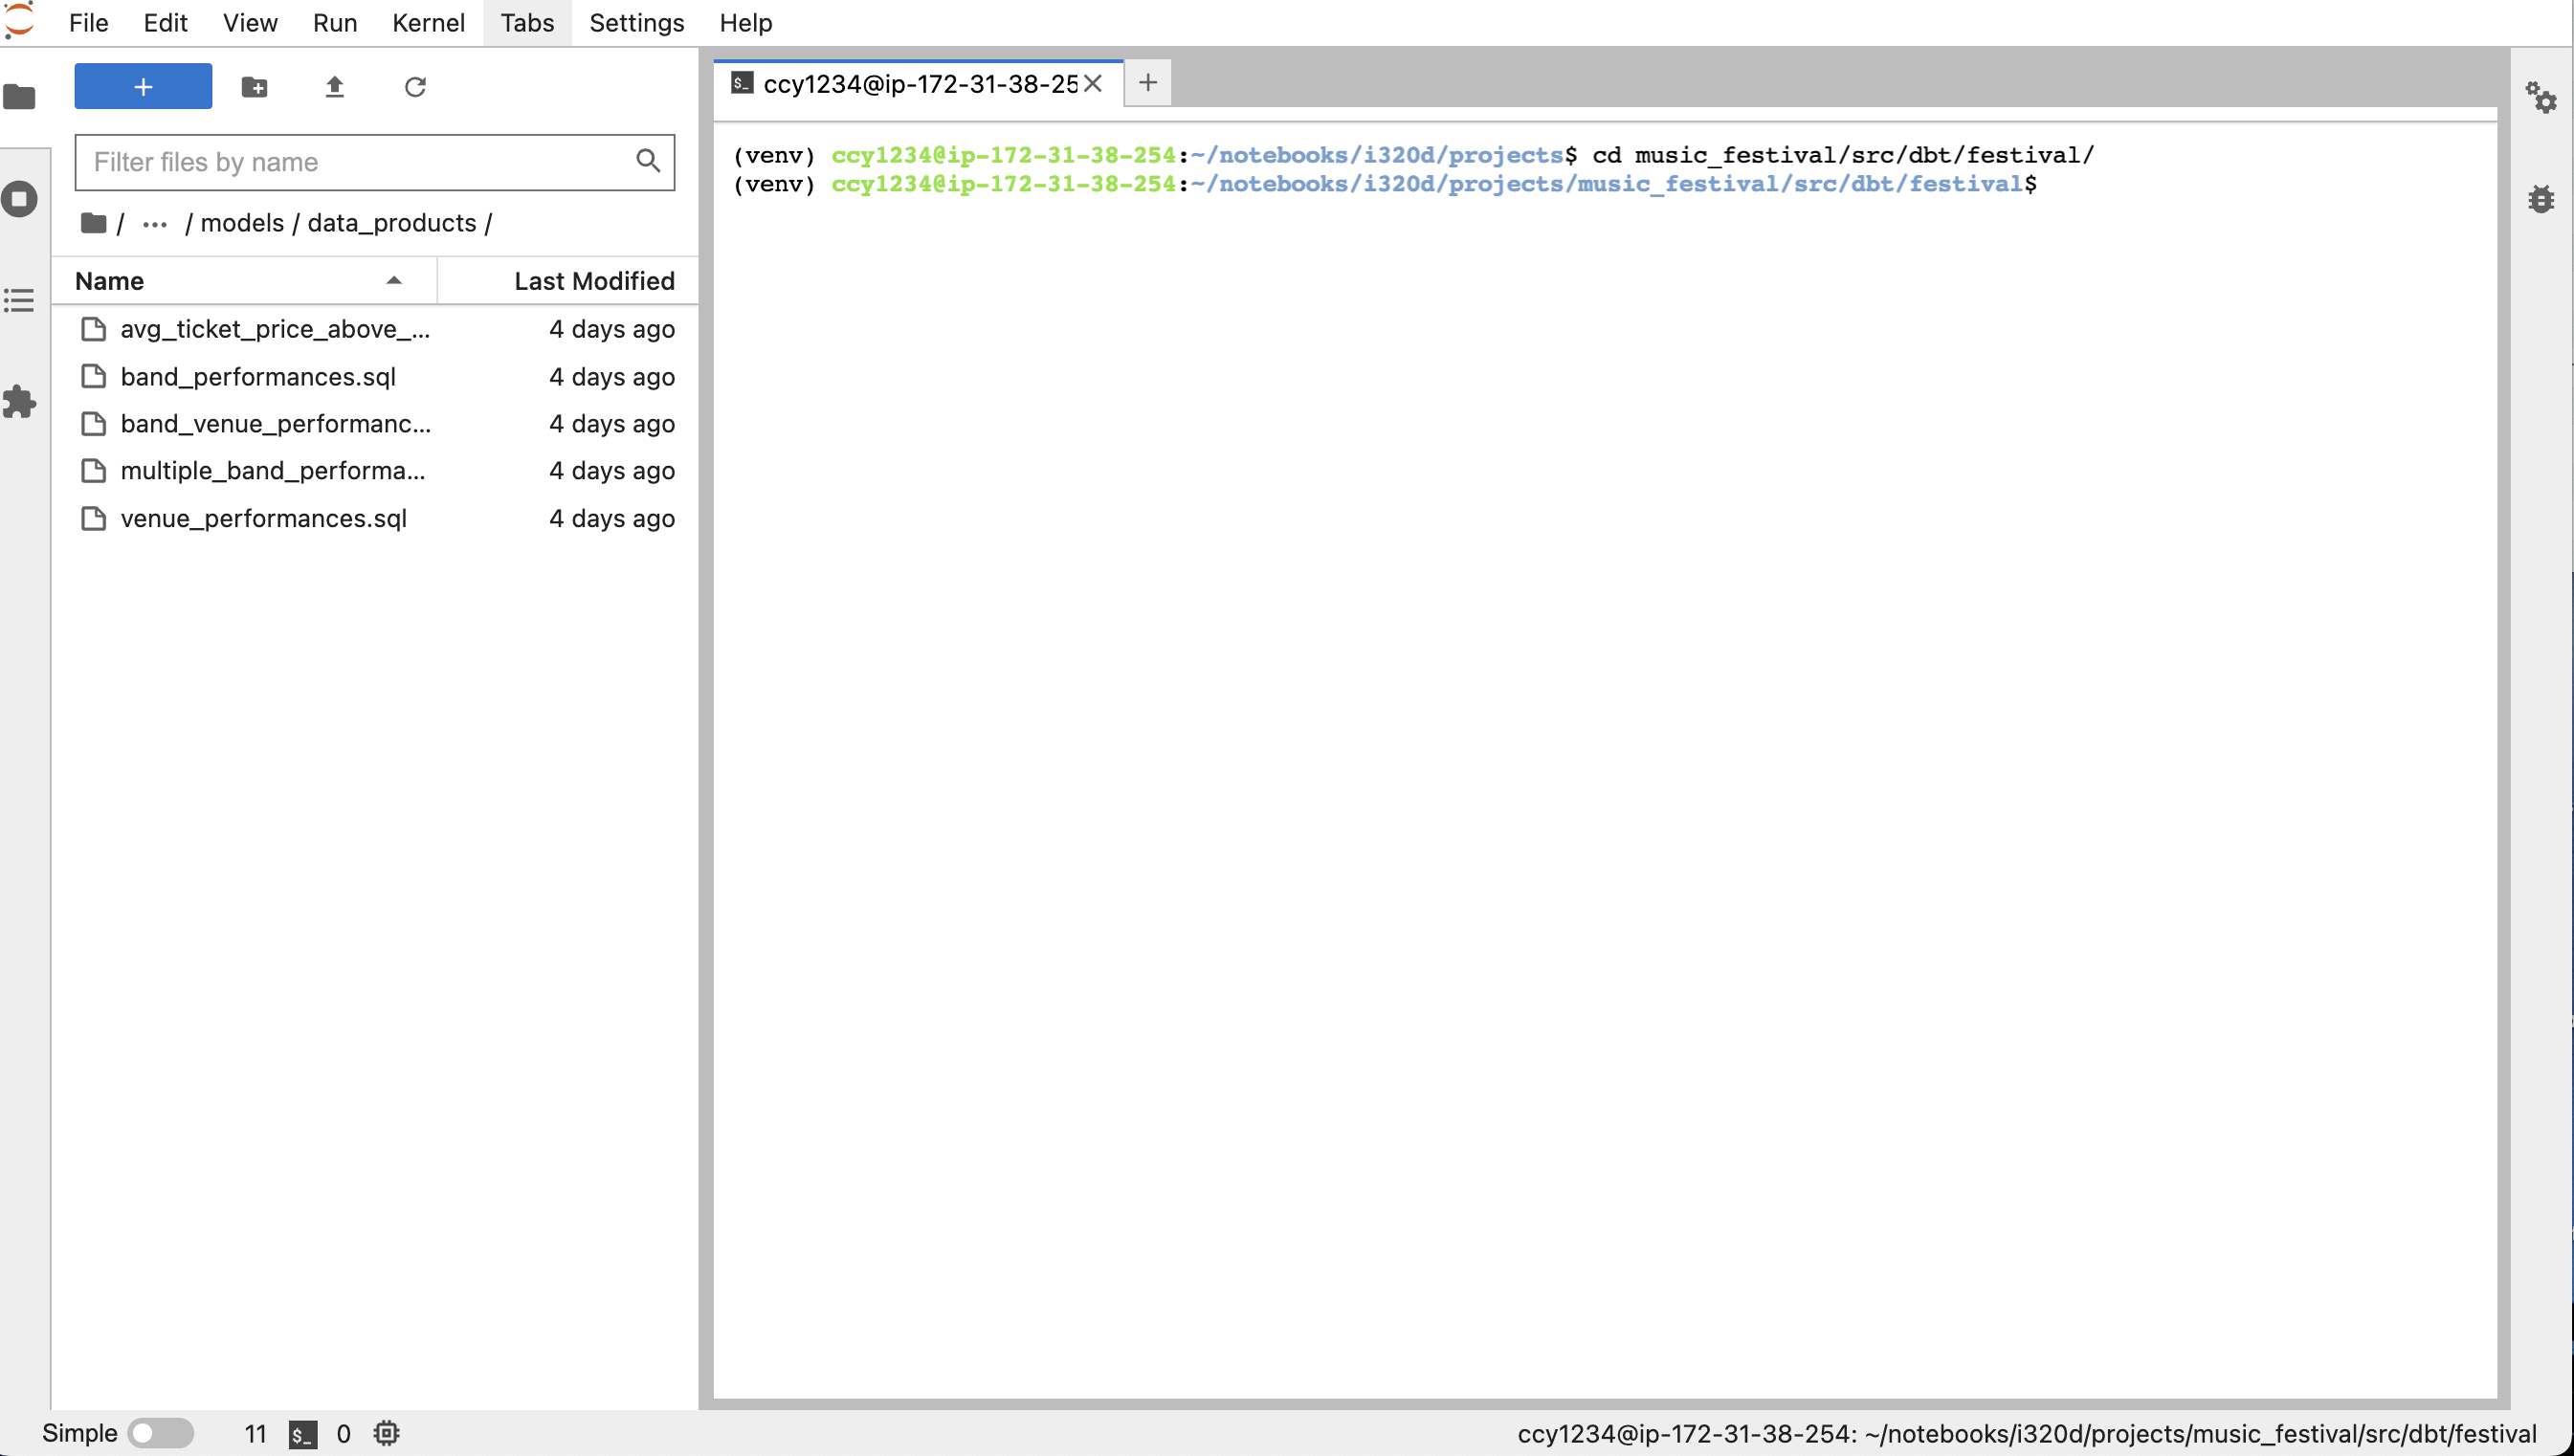 File Edit View Run Kernel Tabs Settings Help
+
Filter files by name
/ ··· / models / data_products /
Name Last Modified
avg_ticket_price_above_... 4 days ago
band_performances.sql 4 days ago
band_venue_performanc... 4 days ago
multiple_band_performa... 4 days ago
venue_performances.sql 4 days ago
$_ ccy1234@ip-172-31-38-25 +
(venv) ccy1234@ip-172-31-38-254:~/notebooks/i320d/projects$ cd music_festival/src/dbt/festival/
(venv) ccy1234@ip-172-31-38-254:~/notebooks/i320d/projects/music_festival/src/dbt/festival$
Simple 11 $_ 0 ccy1234@ip-172-31-38-254: ~/notebooks/i320d/projects/music_festival/src/dbt/festival